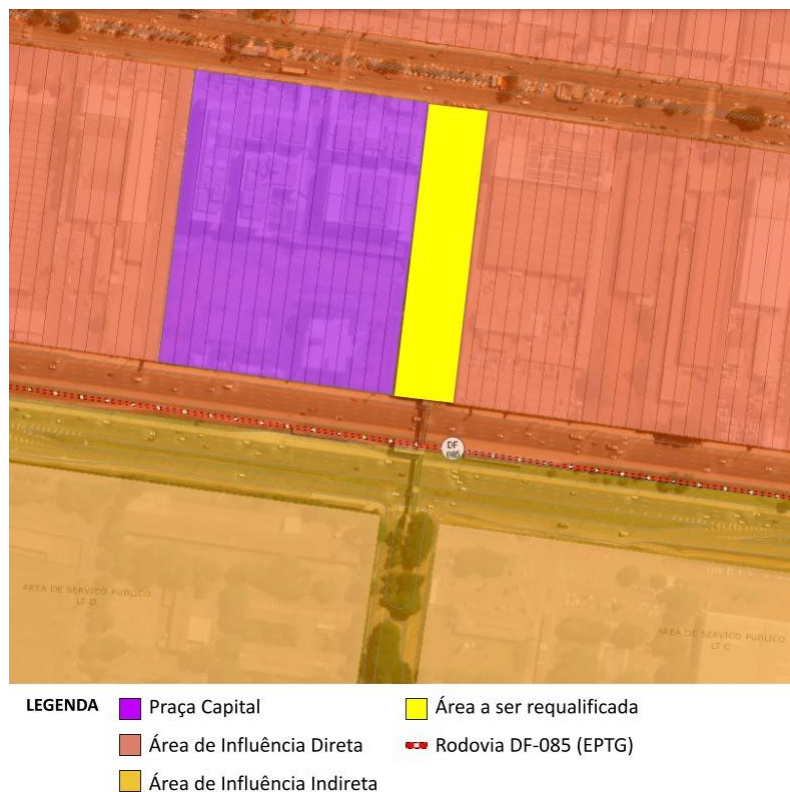 DF
085
ÁREA DE SERVIÇO PÚBLICO
LT D
ÁREA DE SERVIÇO PÚBLICO
LT C
LEGENDA
Praça Capital
Área a ser requalificada
Área de Influência Direta
Rodovia DF-085 (EPTG)
Área de Influência Indireta